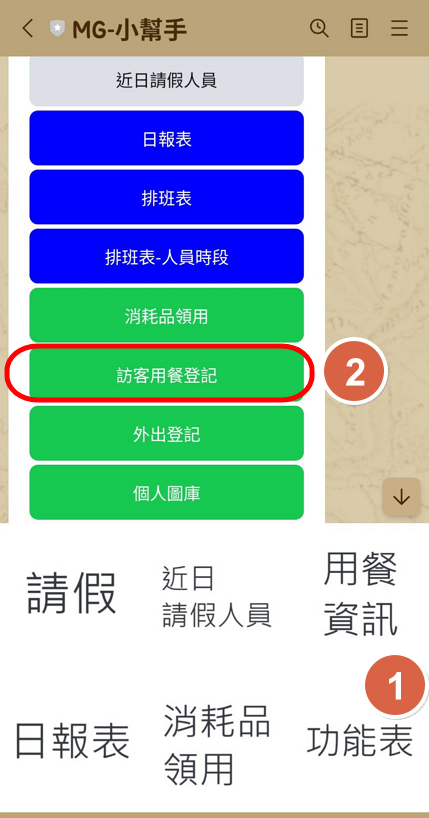 MG-小幫手
近日請假人員
日報表
排班表
排班表-人員時段
消耗品領用
訪客用餐登記
2
外出登記
個人圖庫
請假
近日
請假人員
用餐
資訊
1
日報表
消耗品
領用
功能表